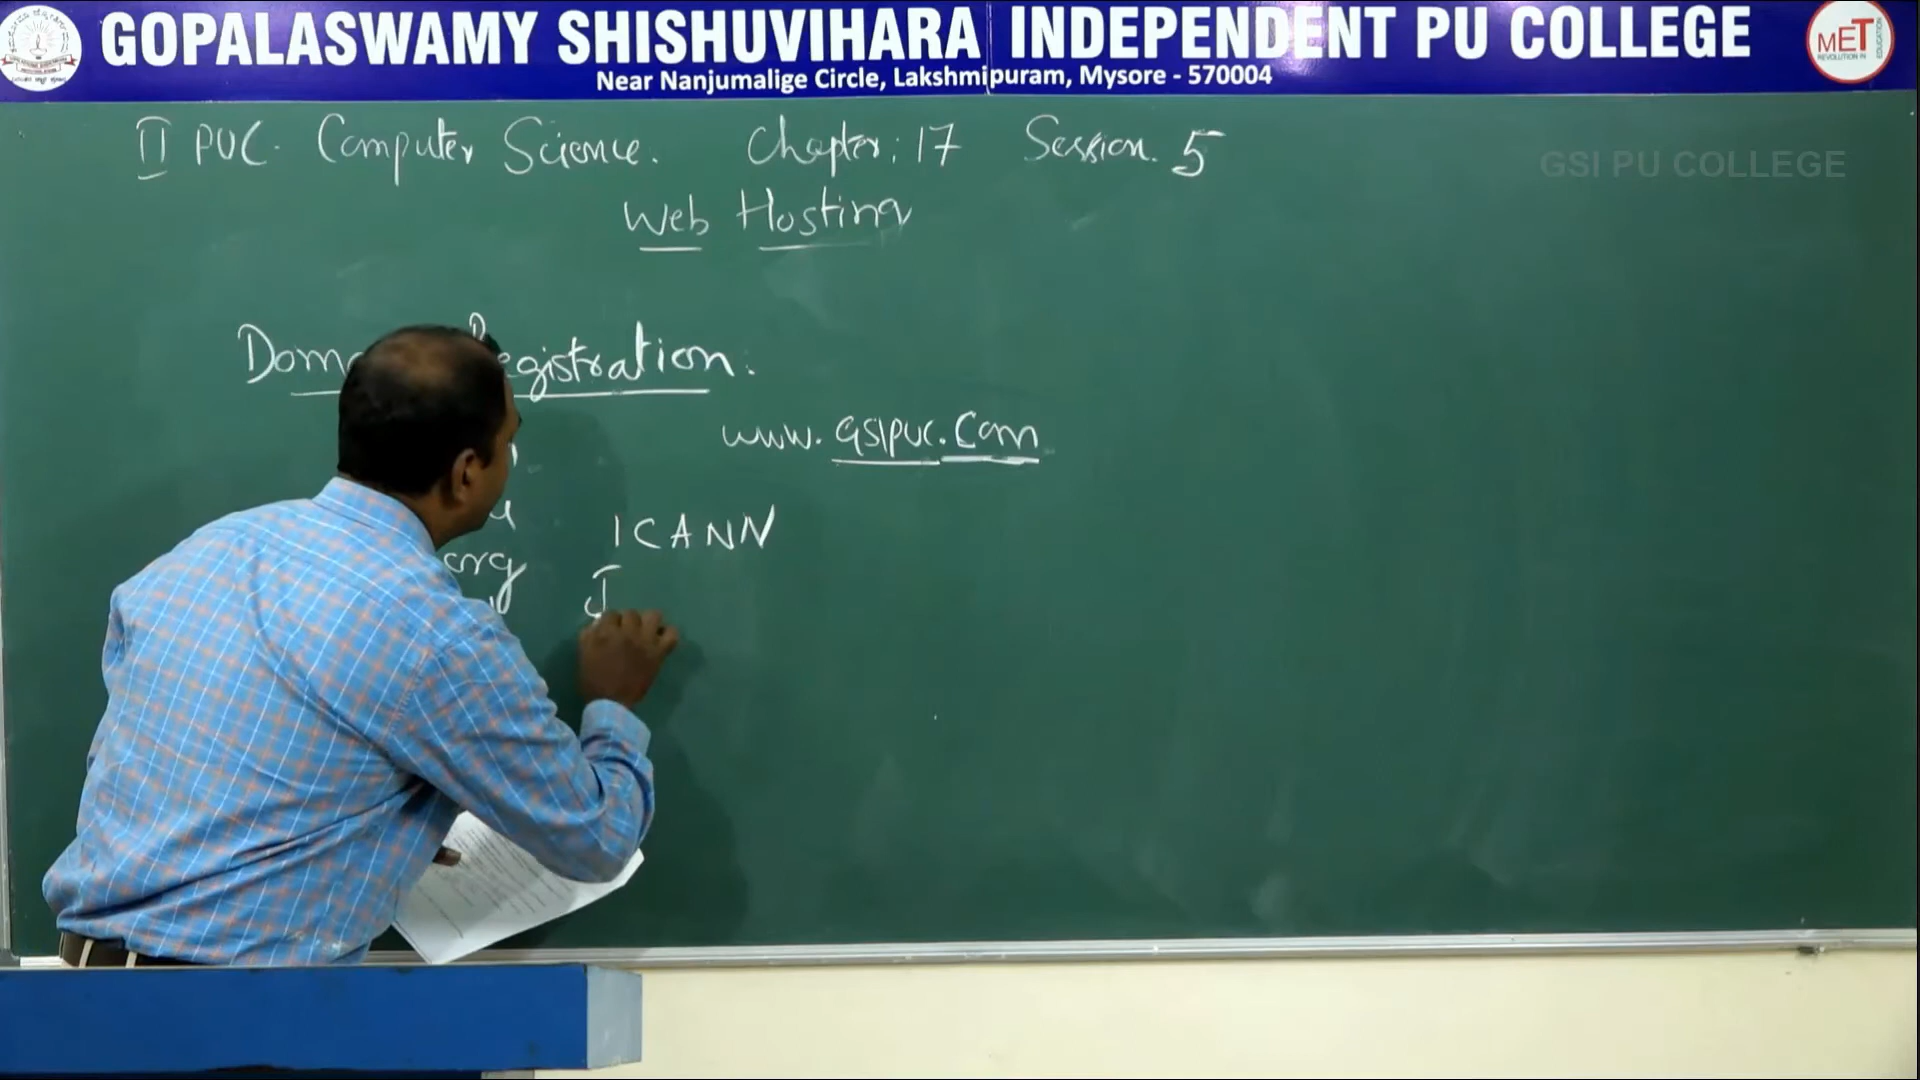 GOPALASWAMY SHISHUVIHARA INDEPENDENT PU COLLEGE
Near Nanjumalige Circle, Lakshmipuram, Mysore - 570004
MET
II PUC. Computer Science. Chapter: 17 Session. 5
GSI PU COLLEGE
Web Hosting
Registration.
www.GSIPUC.Com
ICANN
org
I